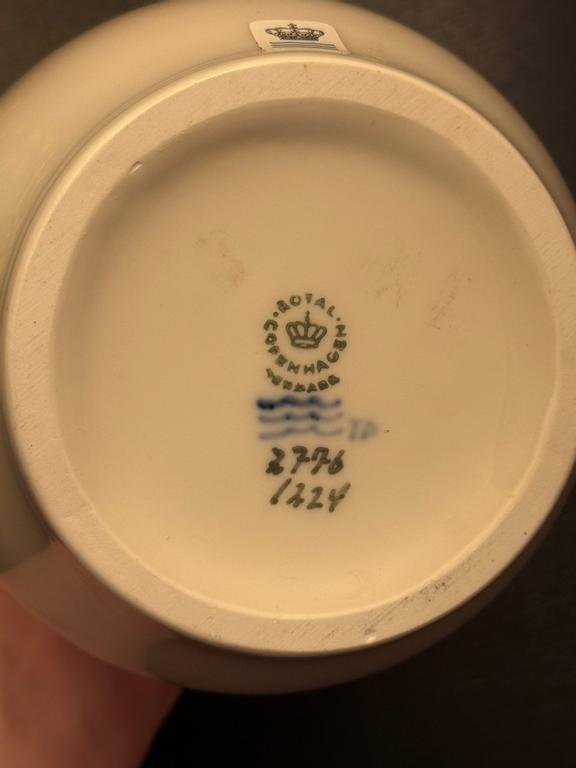 ROYAL
COPENHAGEN
DENMARK
2776
1224